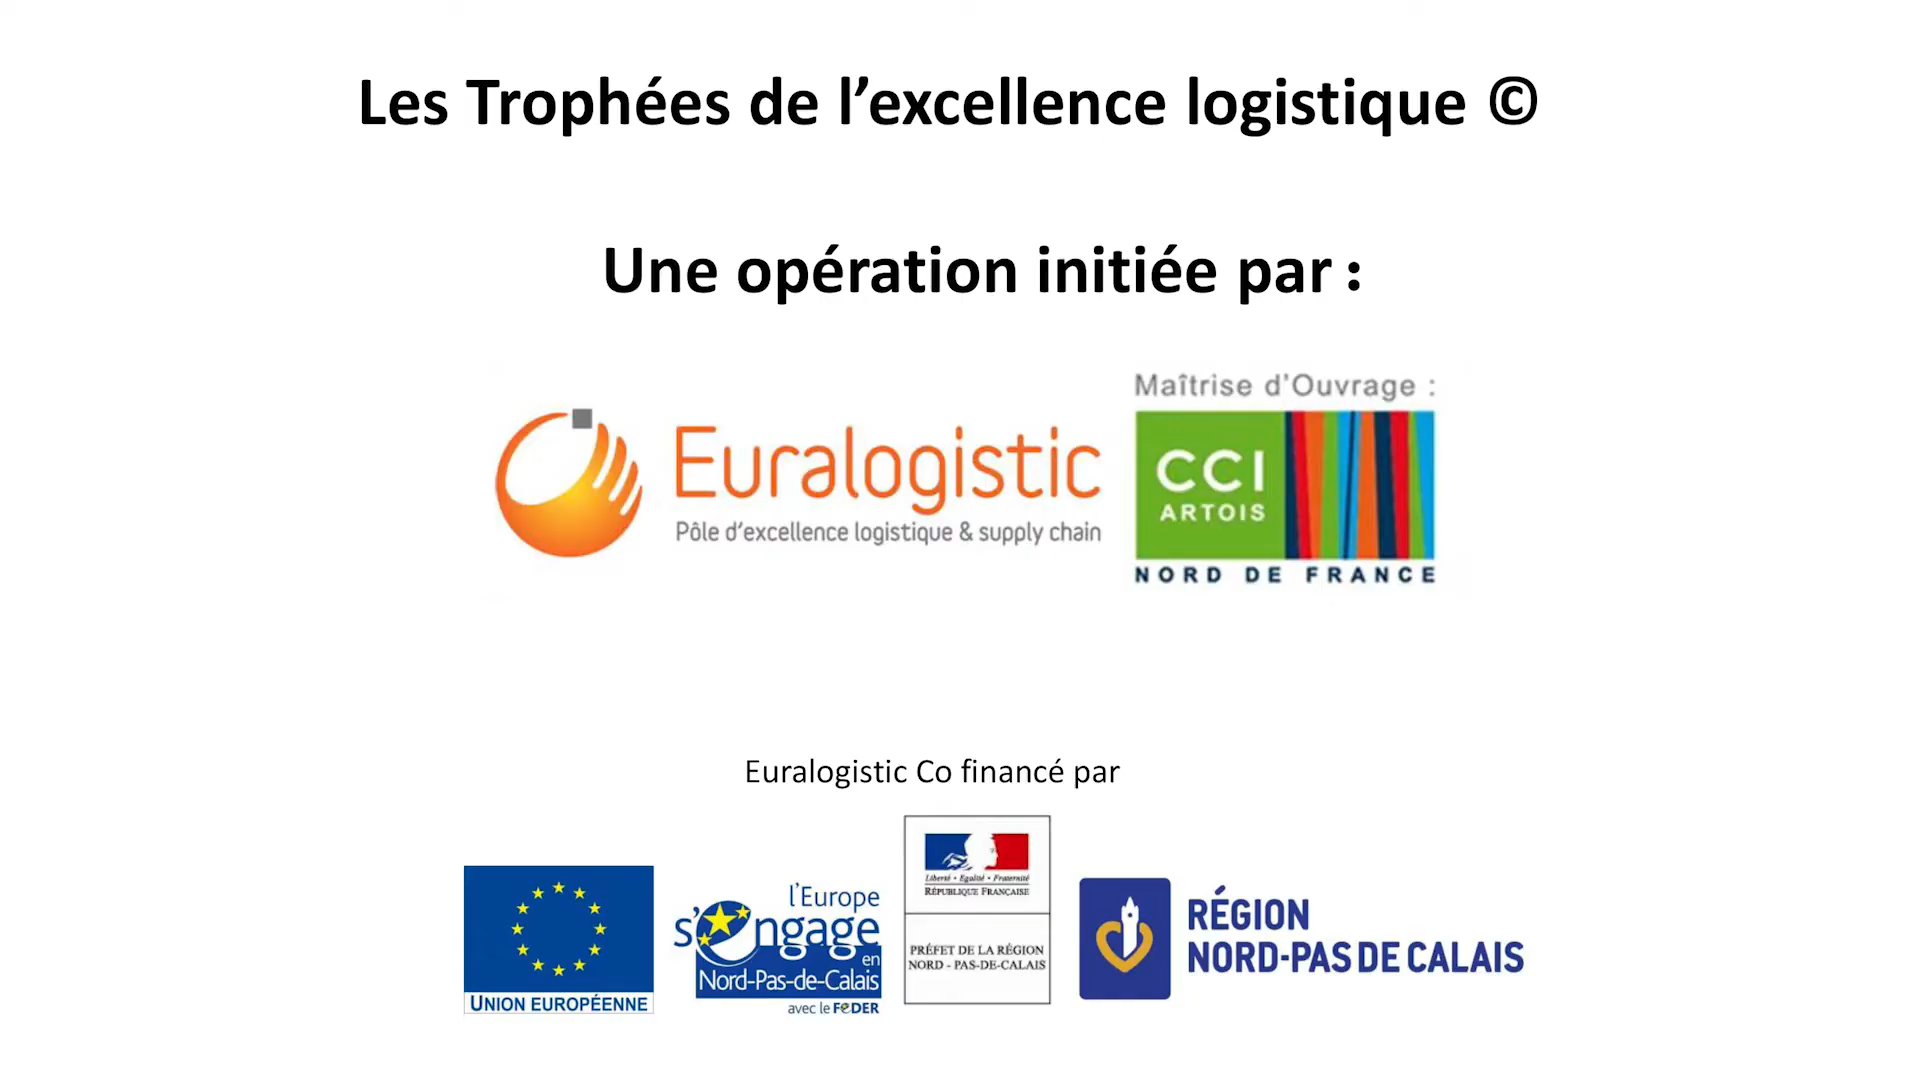 Les Trophées de l’excellence logistique ©
Une opération initiée par :
Euralogistic
Pôle d’excellence logistique & supply chain
Maîtrise d’Ouvrage :
CCI
ARTOIS
NORD DE FRANCE
Euralogistic Co financé par
UNION EUROPÉENNE
l’Europe
s’engage
en
Nord-Pas-de-Calais
avec le FEDER
Liberté • Egalité • Fraternité
RÉPUBLIQUE FRANÇAISE
PRÉFET DE LA RÉGION
NORD - PAS-DE-CALAIS
RÉGION
NORD-PAS DE CALAIS